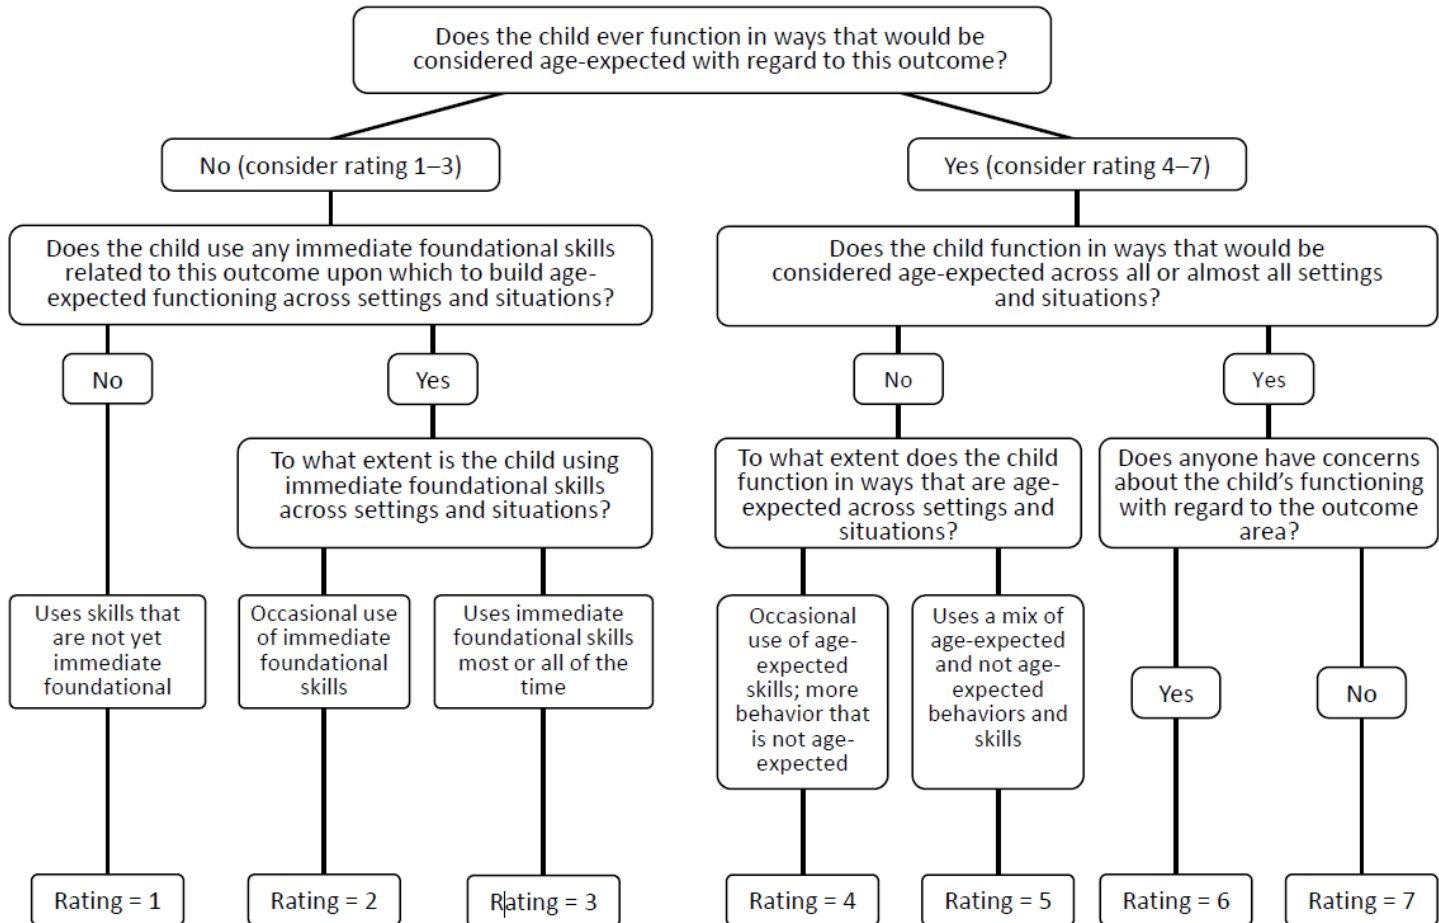 Does the child ever function in ways that would be
considered age-expected with regard to this outcome?
No (consider rating 1–3)
Yes (consider rating 4–7)
Does the child use any immediate foundational skills
related to this outcome upon which to build age-
expected functioning across settings and situations?
Does the child function in ways that would be
considered age-expected across all or almost all settings
and situations?
No
Yes
No
Yes
To what extent is the child using
immediate foundational skills
across settings and situations?
To what extent does the child
function in ways that are age-
expected across settings and
situations?
Does anyone have concerns
about the child’s functioning
with regard to the outcome
area?
Uses skills that
are not yet
immediate
foundational
Occasional use
of immediate
foundational
skills
Uses immediate
foundational skills
most or all of the
time
Occasional
use of age-
expected
skills; more
behavior that
is not age-
expected
Uses a mix of
age-expected
and not age-
expected
behaviors and
skills
Yes
No
Rating = 1
Rating = 2
Rating = 3
Rating = 4
Rating = 5
Rating = 6
Rating = 7